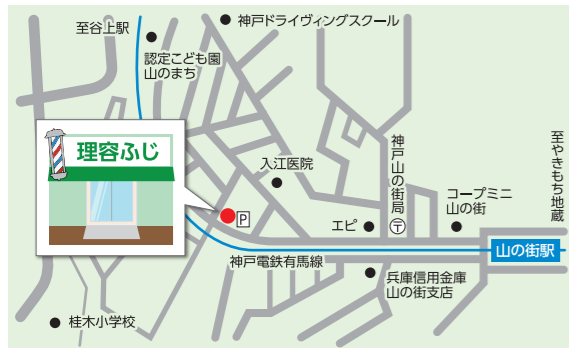 至谷上駅
神戸ドライヴィングスクール
認定こども園
山のまち
理容ふじ
入江医院
神戸山の街局
至やきもち地蔵
コープミニ
山の街
P
エピ
〒
山の街駅
神戸電鉄有馬線
兵庫信用金庫
山の街支店
桂木小学校